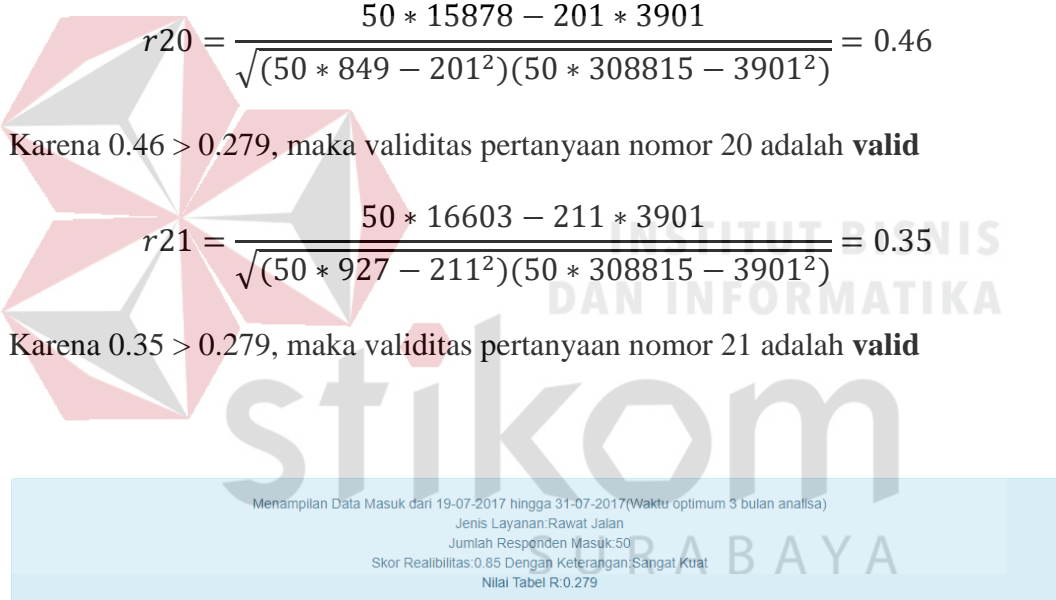 r20 = (50 * 15878 − 201 * 3901) / √((50 * 849 − 201²)(50 * 308815 − 3901²)) = 0.46
Karena 0.46 > 0.279, maka validitas pertanyaan nomor 20 adalah valid
r21 = (50 * 16603 − 211 * 3901) / √((50 * 927 − 211²)(50 * 308815 − 3901²)) = 0.35
INSTITUT BISNIS
DAN INFORMATIKA
Karena 0.35 > 0.279, maka validitas pertanyaan nomor 21 adalah valid
stikom
SURABAYA
Menampilan Data Masuk dari 19-07-2017 hingga 31-07-2017(Waktu optimum 3 bulan analisa)
Jenis Layanan:Rawat Jalan
Jumlah Responden Masuk:50
Skor Realibilitas:0.85 Dengan Keterangan:Sangat Kuat
Nilai Tabel R:0.279